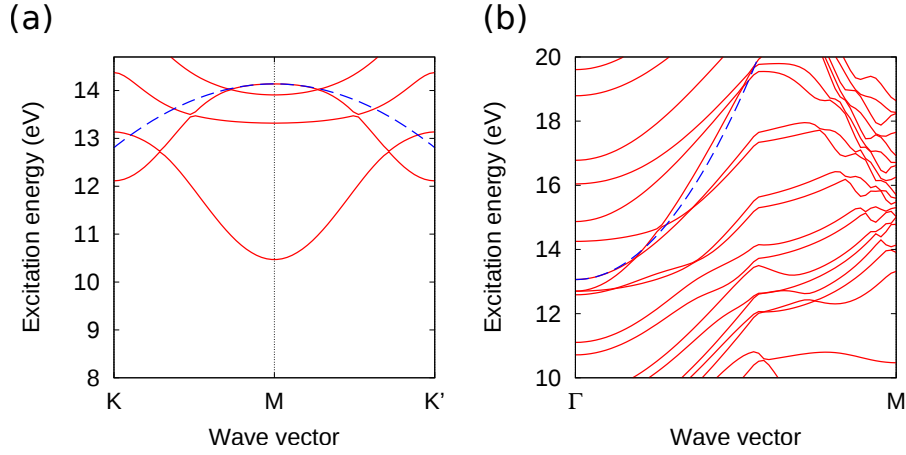 (a)
Excitation energy (eV)
14
13
12
11
10
9
8
K
M
K'
Wave vector
(b)
Excitation energy (eV)
20
18
16
14
12
10
Γ
M
Wave vector